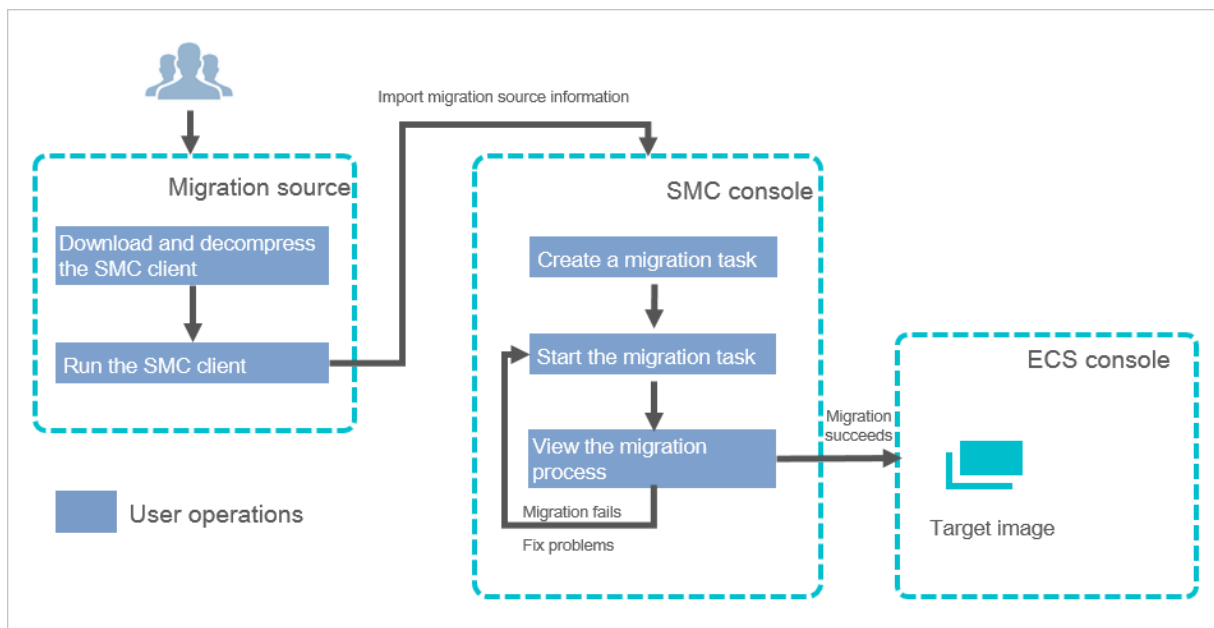 Import migration source information
Migration source
Download and decompress
the SMC client
Run the SMC client
User operations
SMC console
Create a migration task
Start the migration task
View the migration
process
Migration fails
Fix problems
Migration
succeeds
ECS console
Target image